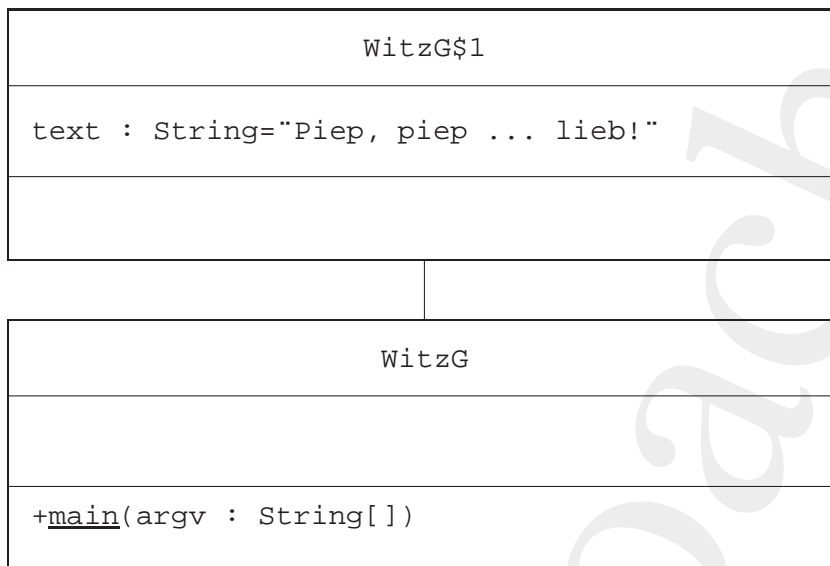 WitzG$1
text : String=¨Piep, piep ... lieb!¨
WitzG
+main(argv : String[])